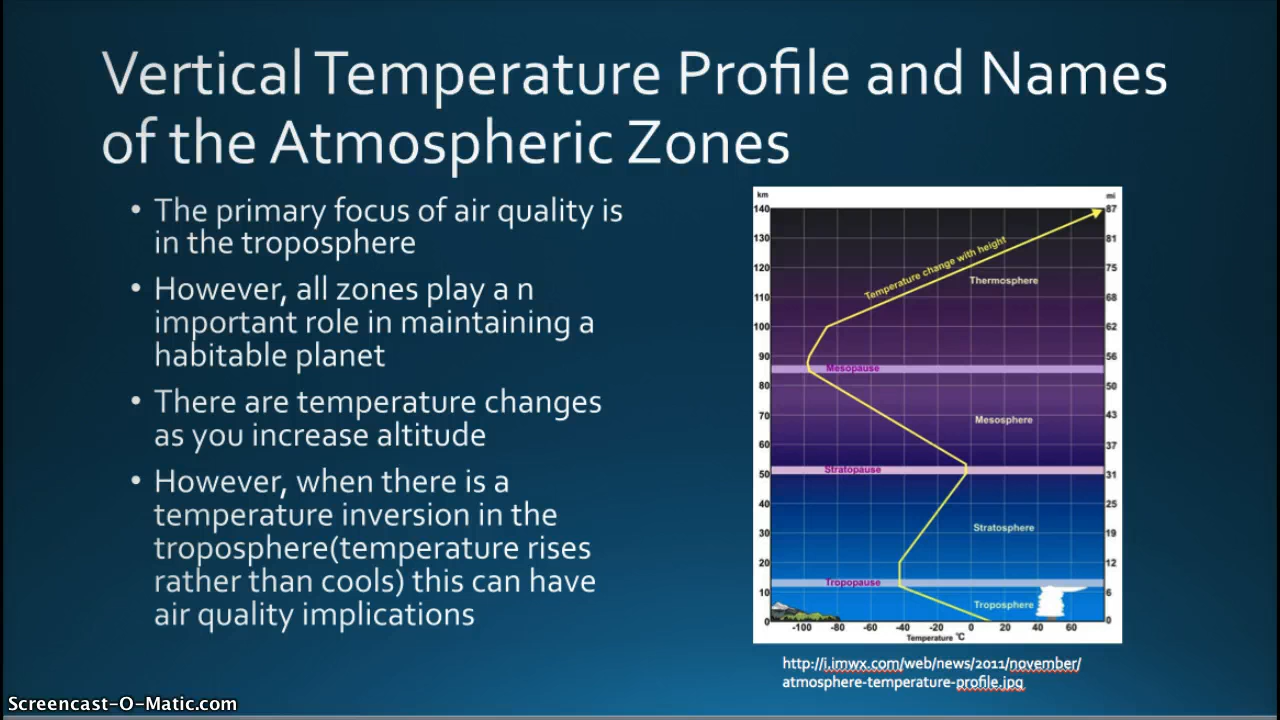 Vertical Temperature Profile and Names
of the Atmospheric Zones
• The primary focus of air quality is
in the troposphere
• However, all zones play a n
important role in maintaining a
habitable planet
• There are temperature changes
as you increase altitude
• However, when there is a
temperature inversion in the
troposphere(temperature rises
rather than cools) this can have
air quality implications
km
mi
140
87
130
81
Temperature change with height
120
75
Thermosphere
110
68
100
62
90
56
Mesopause
80
50
70
43
Mesosphere
60
37
Stratopause
50
31
40
25
Stratosphere
30
19
20
12
Tropopause
10
6
Troposphere
0
0
-100 -80 -60 -40 -20 0 20 40 60
Temperature °C
http://i.imwx.com/web/news/2011/november/
atmosphere-temperature-profile.jpg
Screencast-O-Matic.com